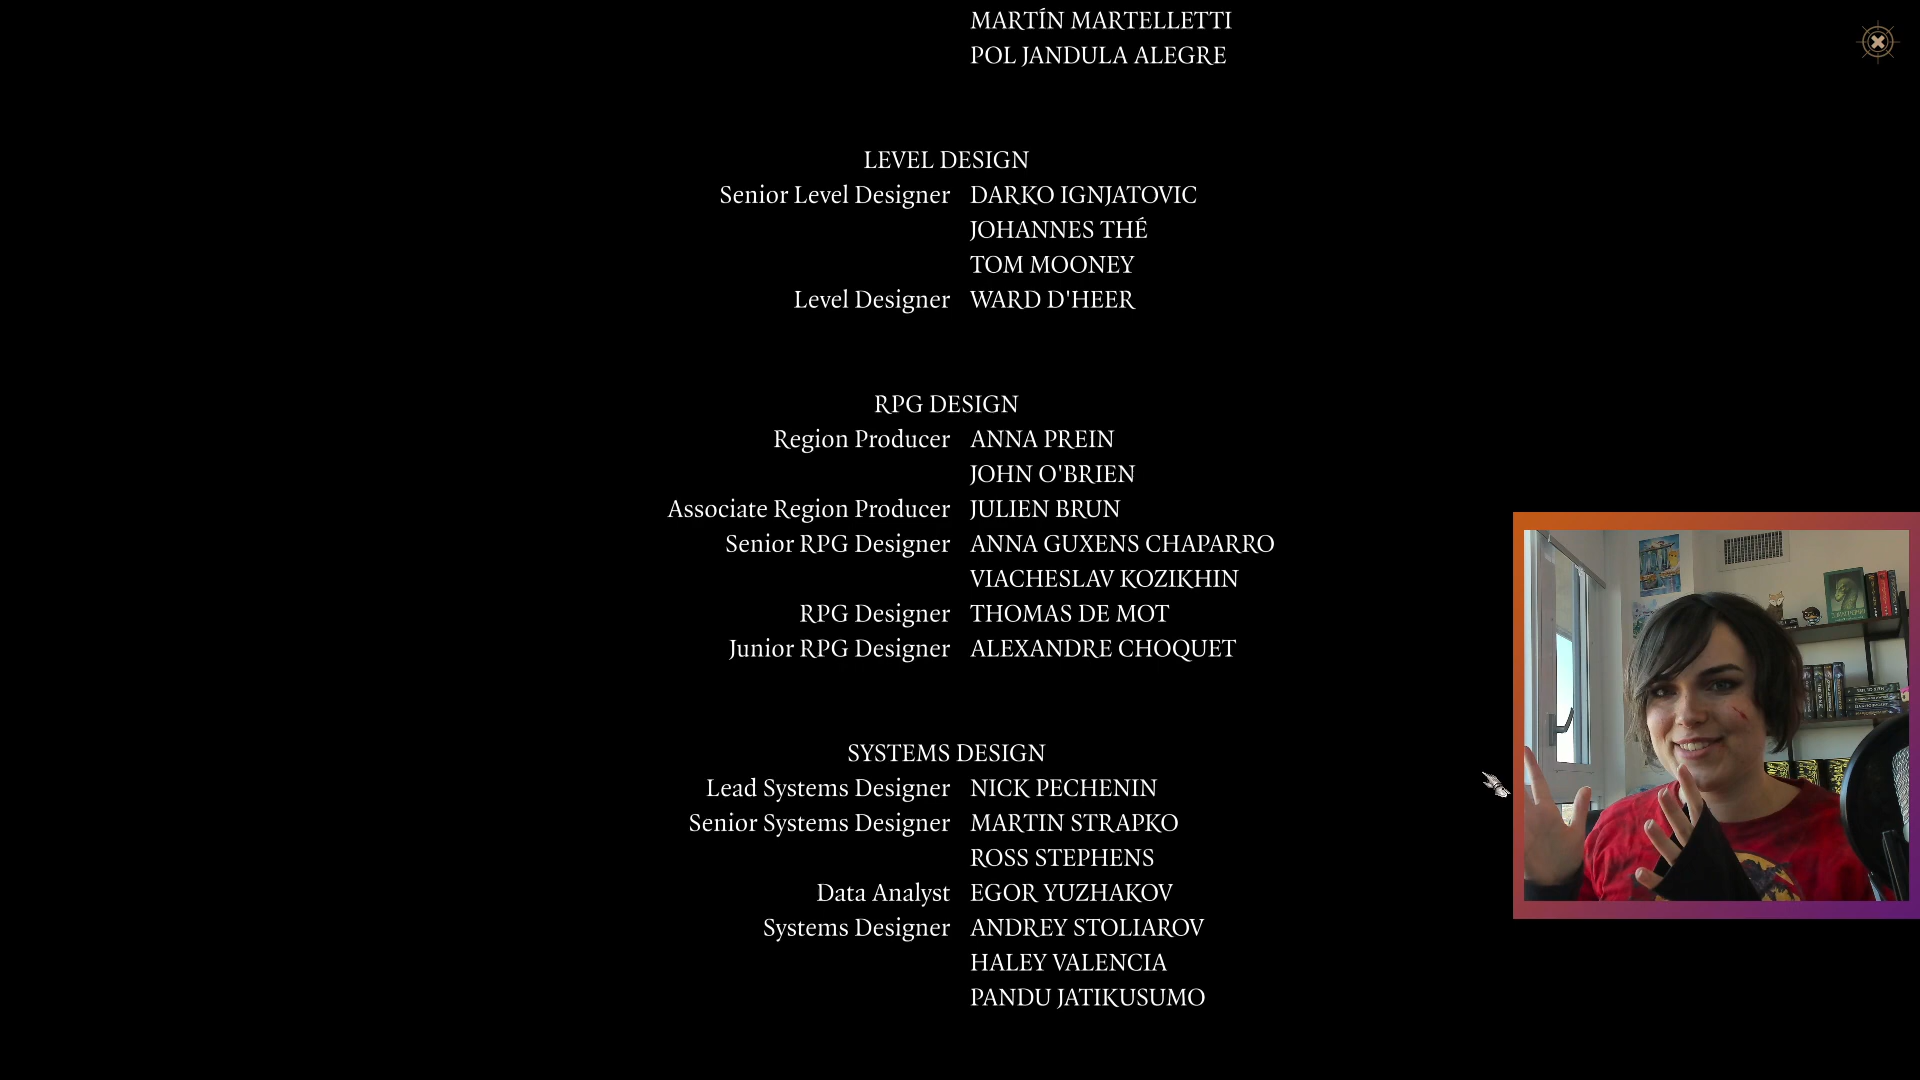 MARTÍN MARTELLETTI
POL JANDULA ALEGRE
LEVEL DESIGN
Senior Level Designer DARKO IGNJATOVIC
JOHANNES THÉ
TOM MOONEY
Level Designer WARD D'HEER
RPG DESIGN
Region Producer ANNA PREIN
JOHN O'BRIEN
Associate Region Producer JULIEN BRUN
Senior RPG Designer ANNA GUXENS CHAPARRO
VIACHESLAV KOZIKHIN
RPG Designer THOMAS DE MOT
Junior RPG Designer ALEXANDRE CHOQUET
SYSTEMS DESIGN
Lead Systems Designer NICK PECHENIN
Senior Systems Designer MARTIN STRAPKO
ROSS STEPHENS
Data Analyst EGOR YUZHAKOV
Systems Designer ANDREY STOLIAROV
HALEY VALENCIA
PANDU JATIKUSUMO